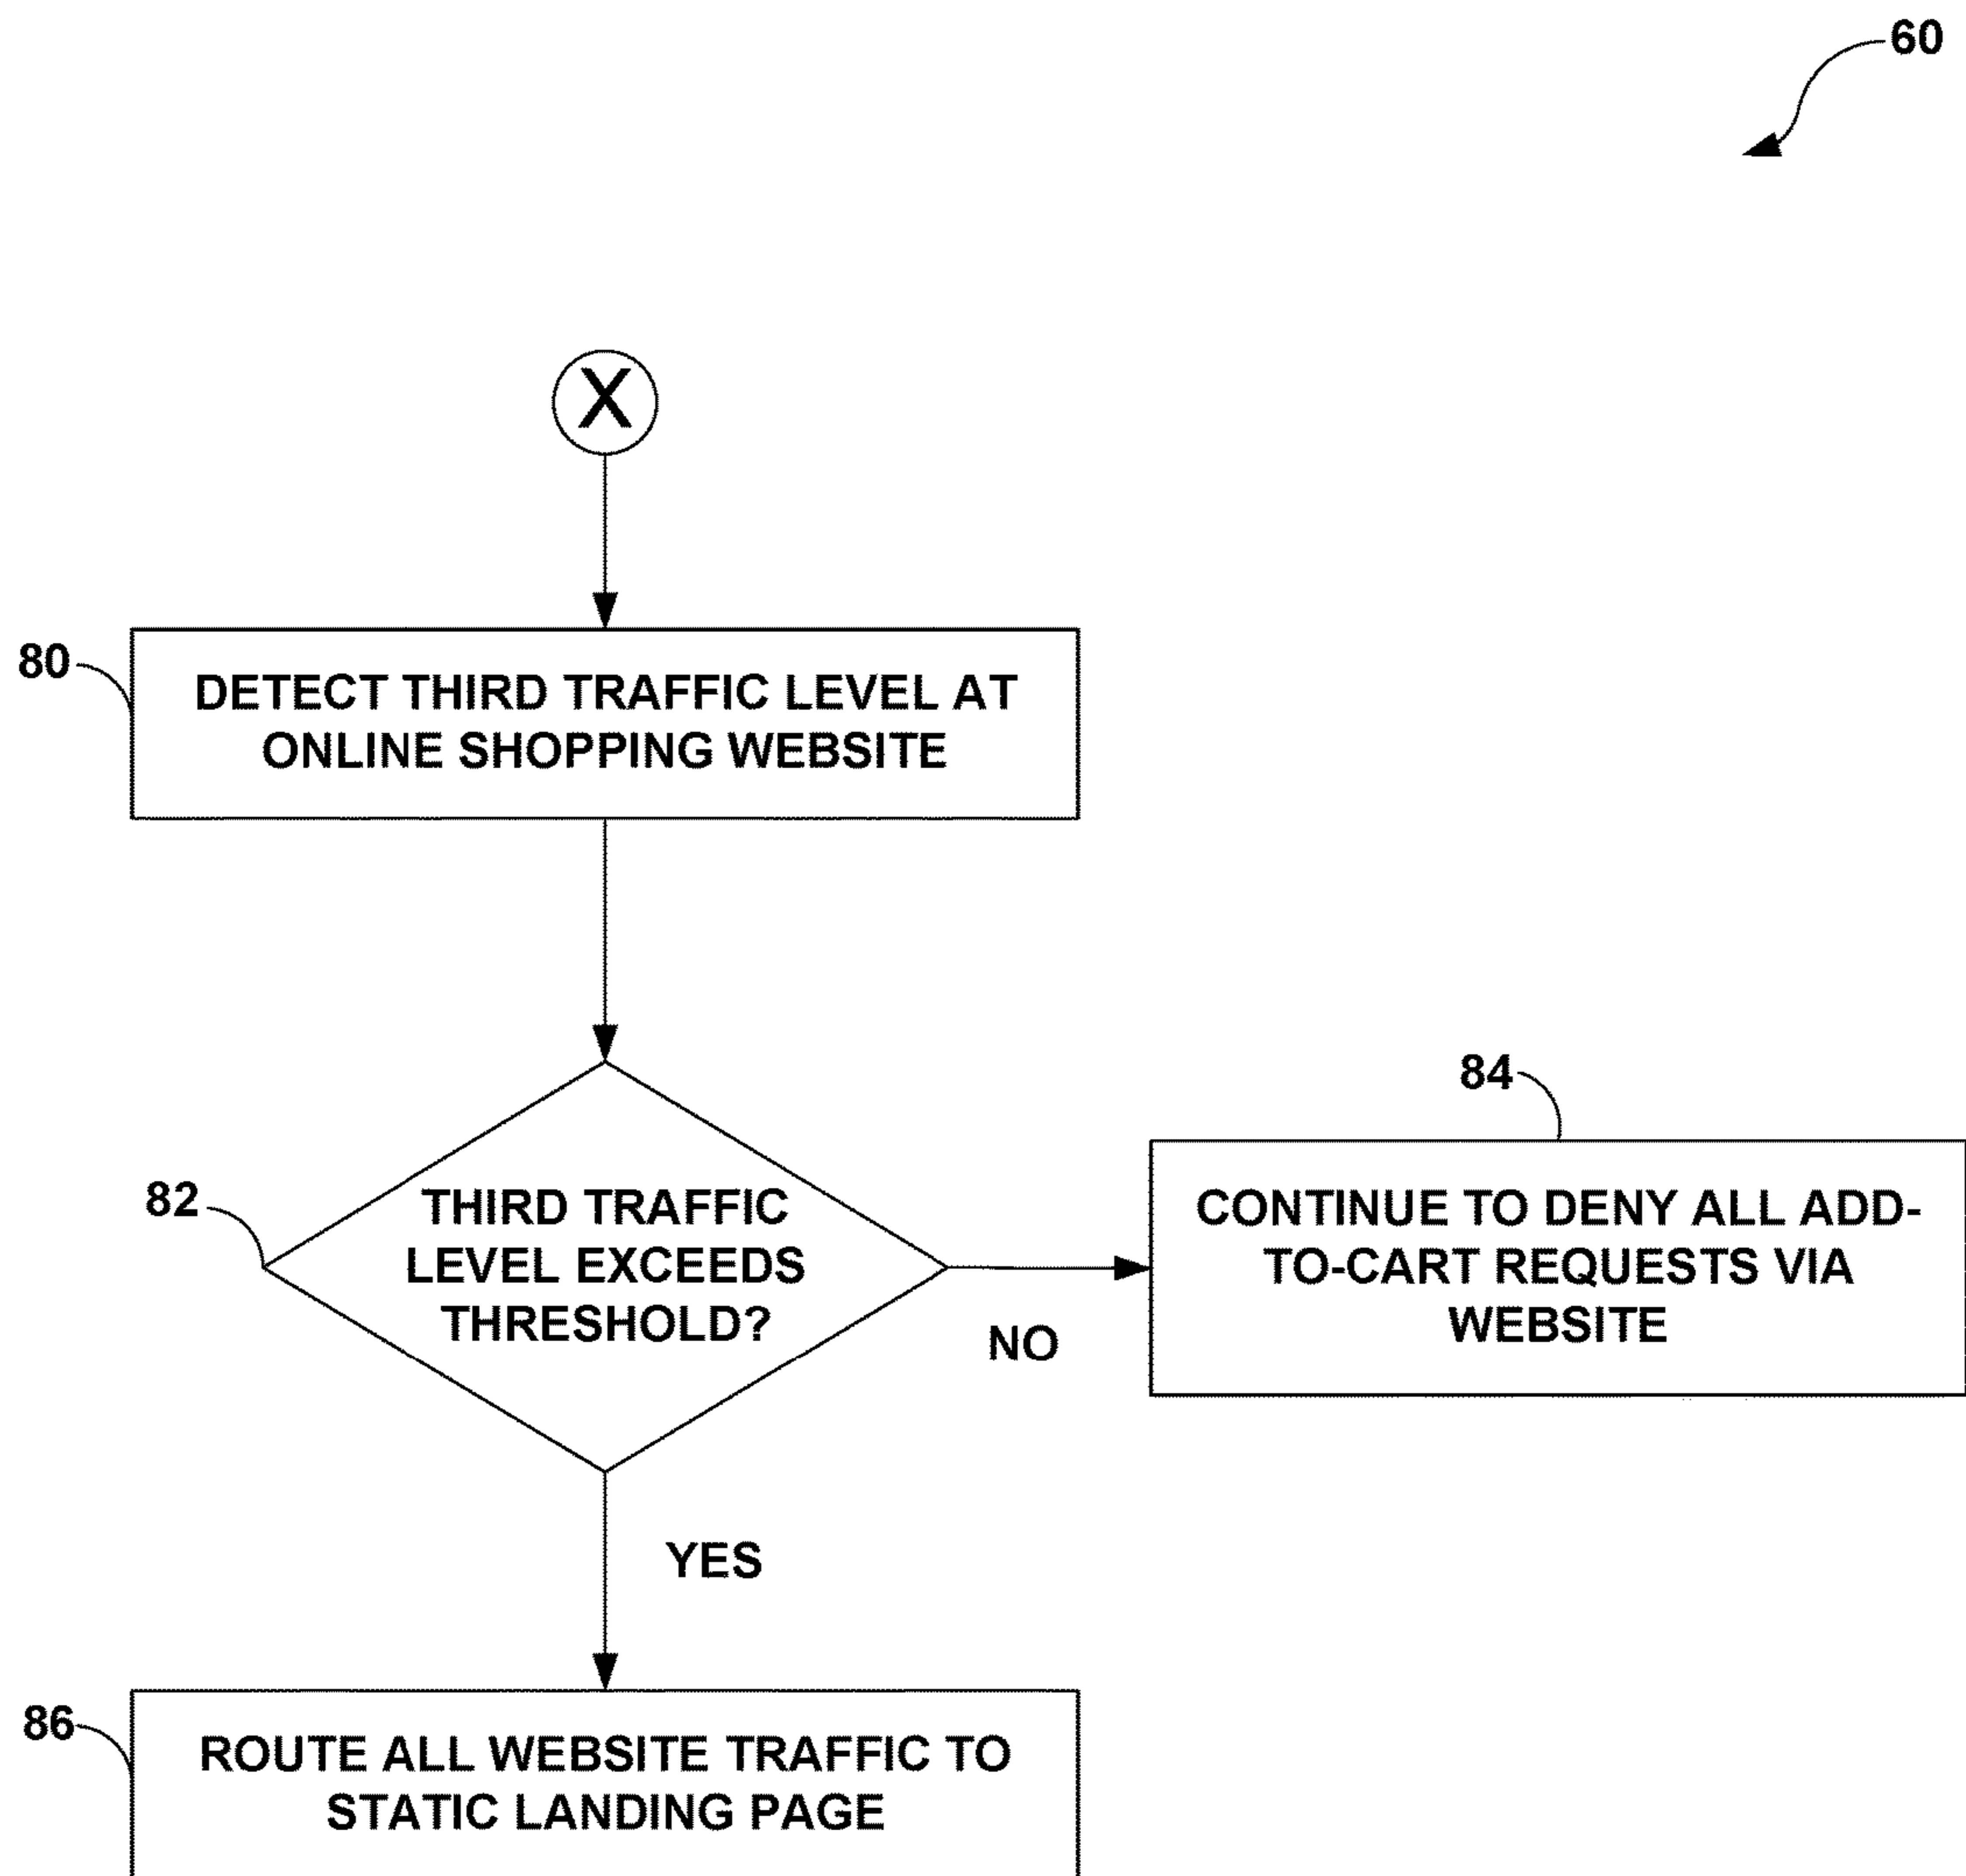 60
X
80
DETECT THIRD TRAFFIC LEVEL AT
ONLINE SHOPPING WEBSITE
82
THIRD TRAFFIC
LEVEL EXCEEDS
THRESHOLD?
NO
84
CONTINUE TO DENY ALL ADD-
TO-CART REQUESTS VIA
WEBSITE
YES
86
ROUTE ALL WEBSITE TRAFFIC TO
STATIC LANDING PAGE